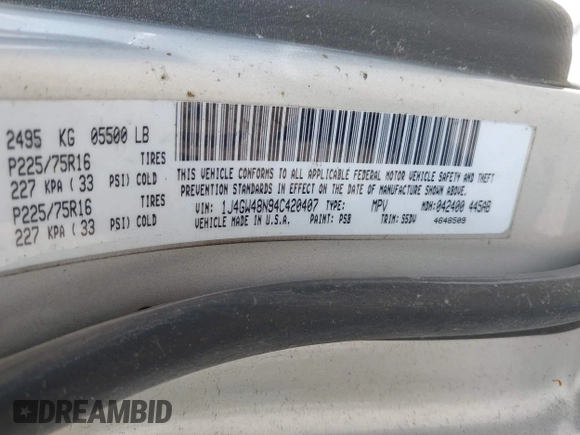 2495 KG 05500 LB
P225/75R16 TIRES
227 KPA ( 33 PSI) COLD
P225/75R16 TIRES
227 KPA ( 33 PSI) COLD
THIS VEHICLE CONFORMS TO ALL APPLICABLE FEDERAL MOTOR VEHICLE SAFETY AND THEFT
PREVENTION STANDARDS IN EFFECT ON THE DATE OF MANUFACTURE SHOWN ABOVE.
VIN: 1J4GW48N94C420407 TYPE: MPV MDH: 042400 445AB
VEHICLE MADE IN U.S.A. PAINT: PSB TRIM: S5DV 4648509
DREAMBID